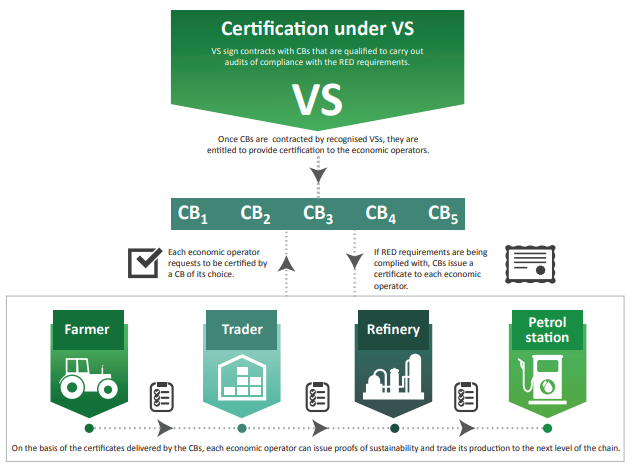 Certification under VS
VS sign contracts with CBs that are qualified to carry out
audits of compliance with the RED requirements.
VS
Once CBs are contracted by recognised VSs, they are
entitled to provide certification to the economic operators.
CB₁ CB₂ CB₃ CB₄ CB₅
Each economic operator
requests to be certified by
a CB of its choice.
If RED requirements are being
complied with, CBs issue a
certificate to each economic
operator.
Farmer
Trader
Refinery
Petrol
station
On the basis of the certificates delivered by the CBs, each economic operator can issue proofs of sustainability and trade its production to the next level of the chain.